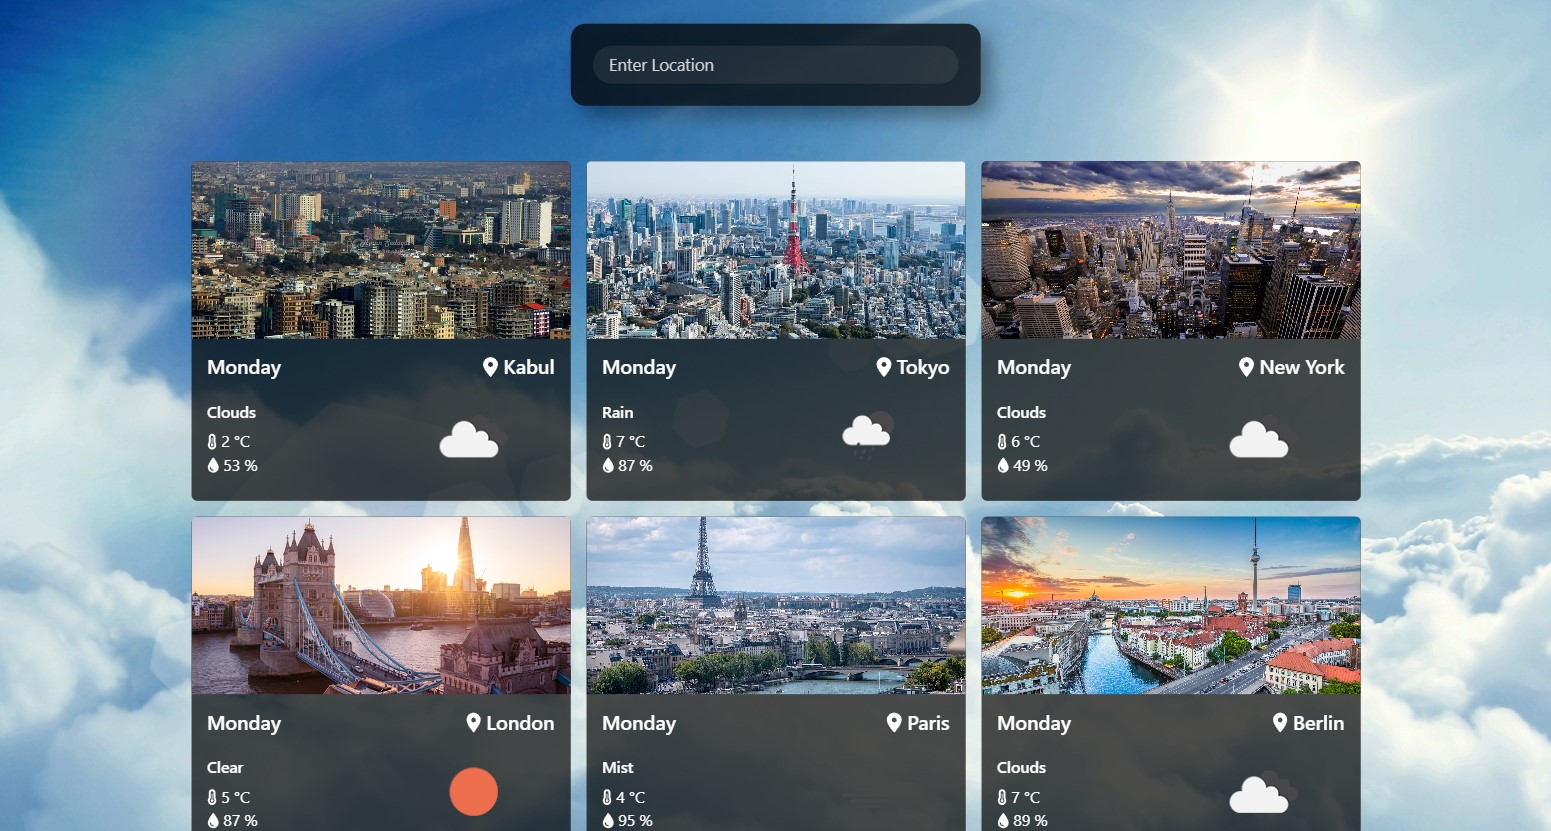 Enter Location
Monday
Kabul
Clouds
2 °C
53 %
Monday
Tokyo
Rain
7 °C
87 %
Monday
New York
Clouds
6 °C
49 %
Monday
London
Clear
5 °C
87 %
Monday
Paris
Mist
4 °C
95 %
Monday
Berlin
Clouds
7 °C
89 %